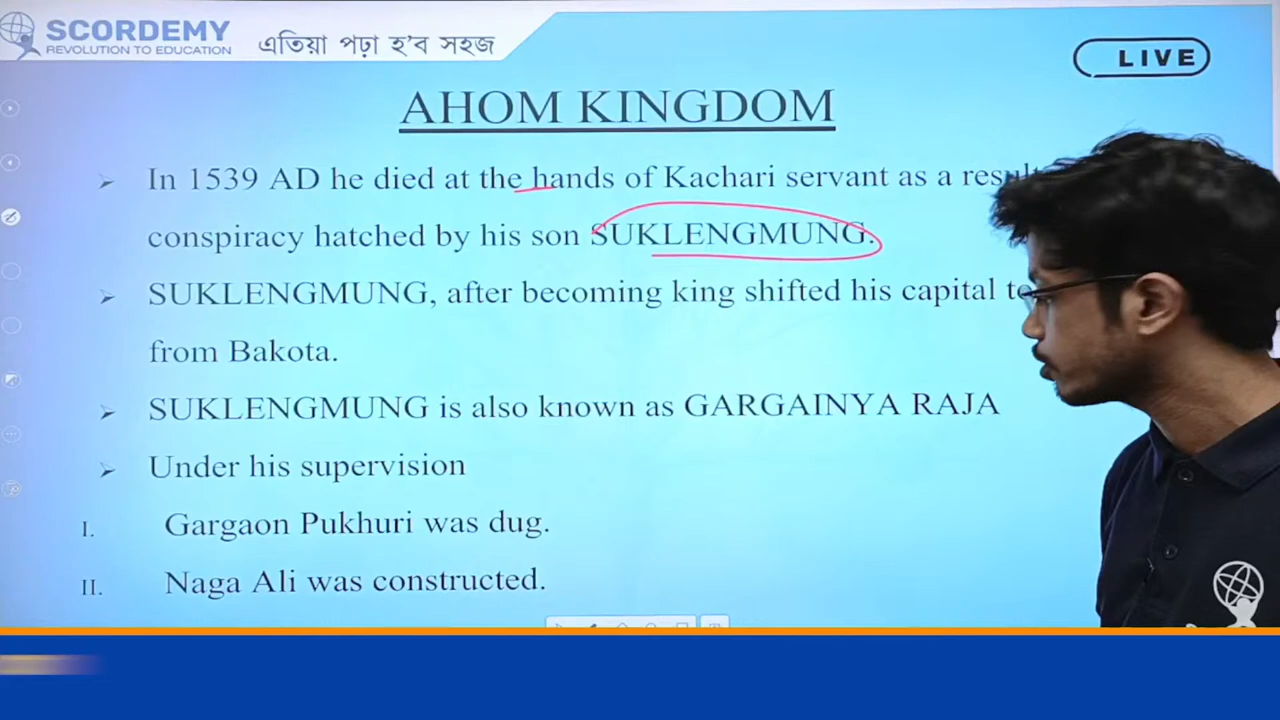 SCORDEMY
REVOLUTION TO EDUCATION
এতিয়া পঢ়া হ'ব সহজ
LIVE
AHOM KINGDOM
➢ In 1539 AD he died at the hands of Kachari servant as a result
conspiracy hatched by his son SUKLENGMUNG.
➢ SUKLENGMUNG, after becoming king shifted his capital
from Bakota.
➢ SUKLENGMUNG is also known as GARGAINYA RAJA
➢ Under his supervision
I. Gargaon Pukhuri was dug.
II. Naga Ali was constructed.